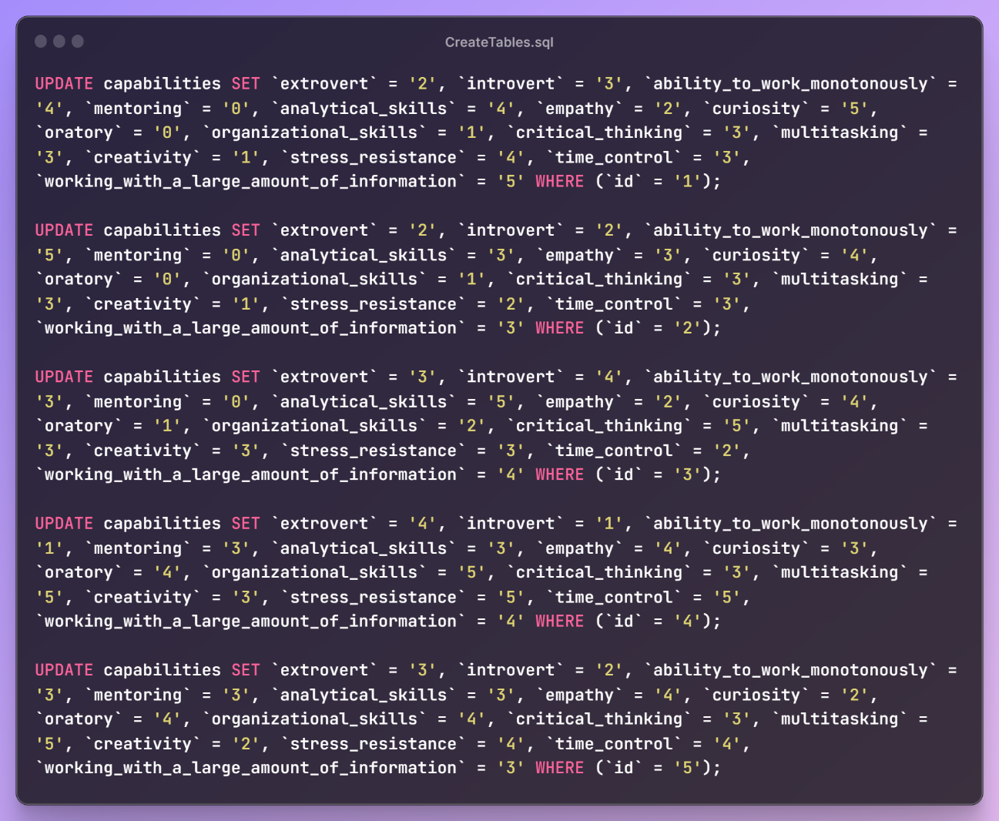 CreateTables.sql
UPDATE capabilities SET `extrovert` = '2', `introvert` = '3', `ability_to_work_monotonously` =
'4', `mentoring` = '0', `analytical_skills` = '4', `empathy` = '2', `curiosity` = '5',
`oratory` = '0', `organizational_skills` = '1', `critical_thinking` = '3', `multitasking` =
'3', `creativity` = '1', `stress_resistance` = '4', `time_control` = '3',
`working_with_a_large_amount_of_information` = '5' WHERE (`id` = '1');
UPDATE capabilities SET `extrovert` = '2', `introvert` = '2', `ability_to_work_monotonously` =
'5', `mentoring` = '0', `analytical_skills` = '3', `empathy` = '3', `curiosity` = '4',
`oratory` = '0', `organizational_skills` = '1', `critical_thinking` = '3', `multitasking` =
'3', `creativity` = '1', `stress_resistance` = '2', `time_control` = '3',
`working_with_a_large_amount_of_information` = '3' WHERE (`id` = '2');
UPDATE capabilities SET `extrovert` = '3', `introvert` = '4', `ability_to_work_monotonously` =
'3', `mentoring` = '0', `analytical_skills` = '5', `empathy` = '2', `curiosity` = '4',
`oratory` = '1', `organizational_skills` = '2', `critical_thinking` = '5', `multitasking` =
'3', `creativity` = '3', `stress_resistance` = '3', `time_control` = '2',
`working_with_a_large_amount_of_information` = '4' WHERE (`id` = '3');
UPDATE capabilities SET `extrovert` = '4', `introvert` = '1', `ability_to_work_monotonously` =
'1', `mentoring` = '3', `analytical_skills` = '3', `empathy` = '4', `curiosity` = '3',
`oratory` = '4', `organizational_skills` = '5', `critical_thinking` = '3', `multitasking` =
'5', `creativity` = '3', `stress_resistance` = '5', `time_control` = '5',
`working_with_a_large_amount_of_information` = '4' WHERE (`id` = '4');
UPDATE capabilities SET `extrovert` = '3', `introvert` = '2', `ability_to_work_monotonously` =
'3', `mentoring` = '3', `analytical_skills` = '3', `empathy` = '4', `curiosity` = '2',
`oratory` = '4', `organizational_skills` = '4', `critical_thinking` = '3', `multitasking` =
'5', `creativity` = '2', `stress_resistance` = '4', `time_control` = '4',
`working_with_a_large_amount_of_information` = '3' WHERE (`id` = '5');